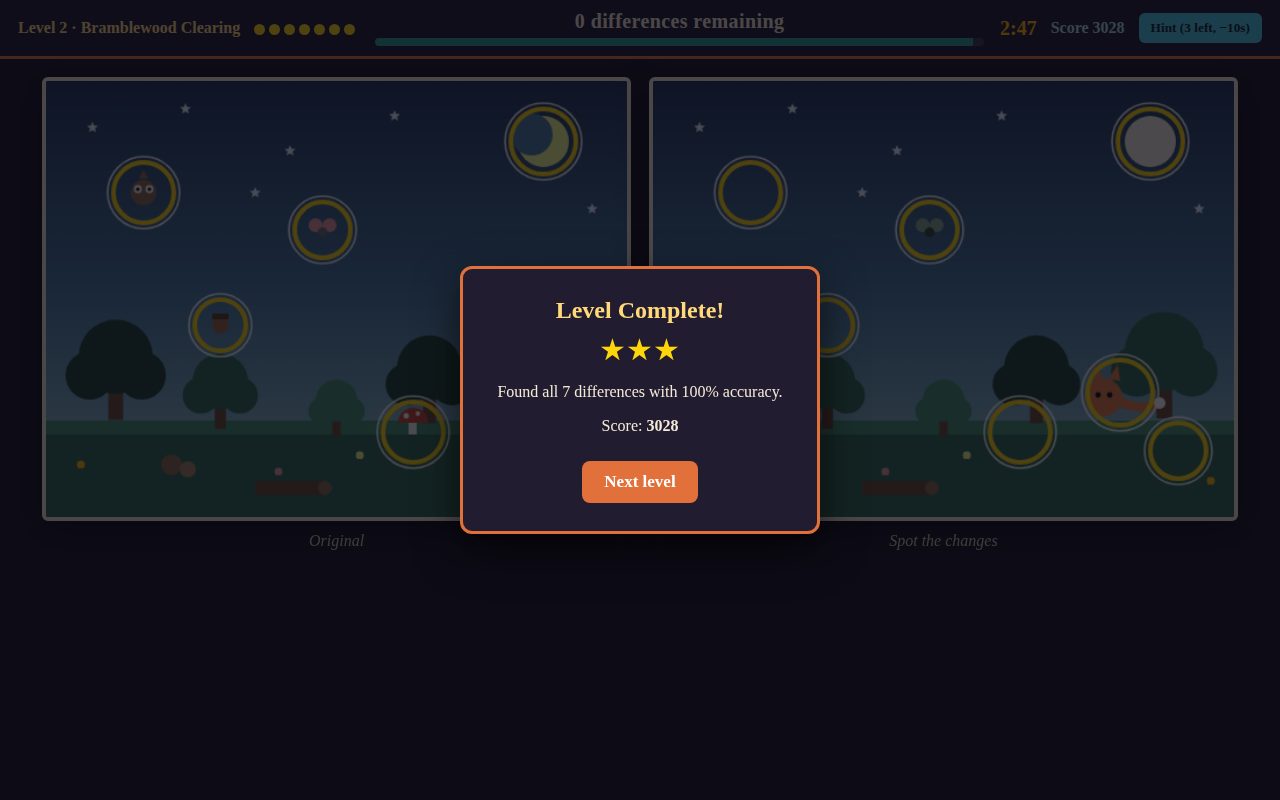 Level 2 · Bramblewood Clearing
0 differences remaining
2:47
Score 3028
Hint (3 left, −10s)
Level Complete!
★★★
Found all 7 differences with 100% accuracy.
Score: 3028
Next level
Original
Spot the changes